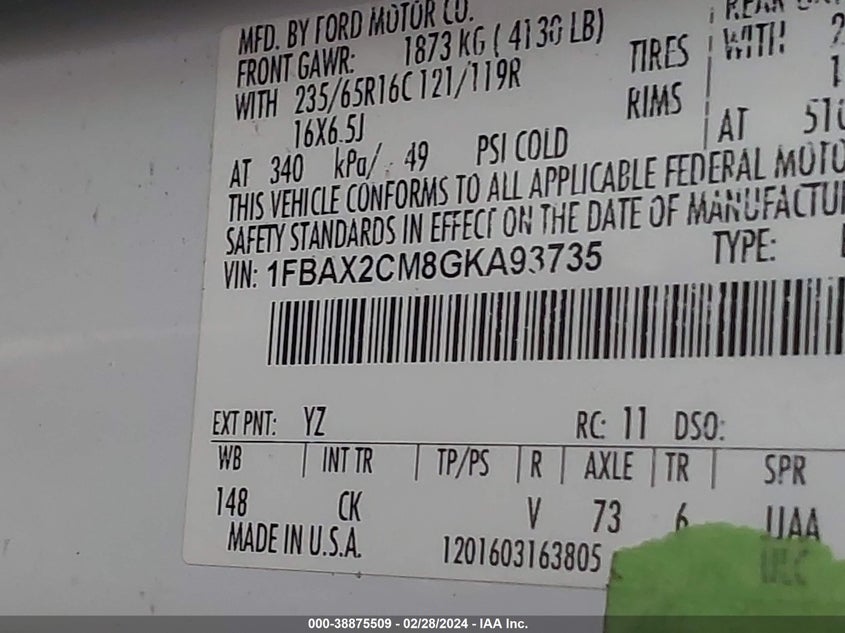 MFD. BY FORD MOTOR CO.
FRONT GAWR: 1873 KG ( 4130 LB)
WITH 235/65R16C 121/119R TIRES WITH 2
16X6.5J RIMS 1
AT 340 kPa/ 49 PSI COLD AT 510
THIS VEHICLE CONFORMS TO ALL APPLICABLE FEDERAL MOTO
SAFETY STANDARDS IN EFFECT ON THE DATE OF MANUFACTU
VIN: 1FBAX2CM8GKA93735 TYPE:
EXT PNT: YZ RC: 11 DSO:
WB INT TR TP/PS R AXLE TR SPR
148 CK V 73 6 UAA
MADE IN U.S.A. 1201603163805
000-38875509 - 02/28/2024 - IAA Inc.